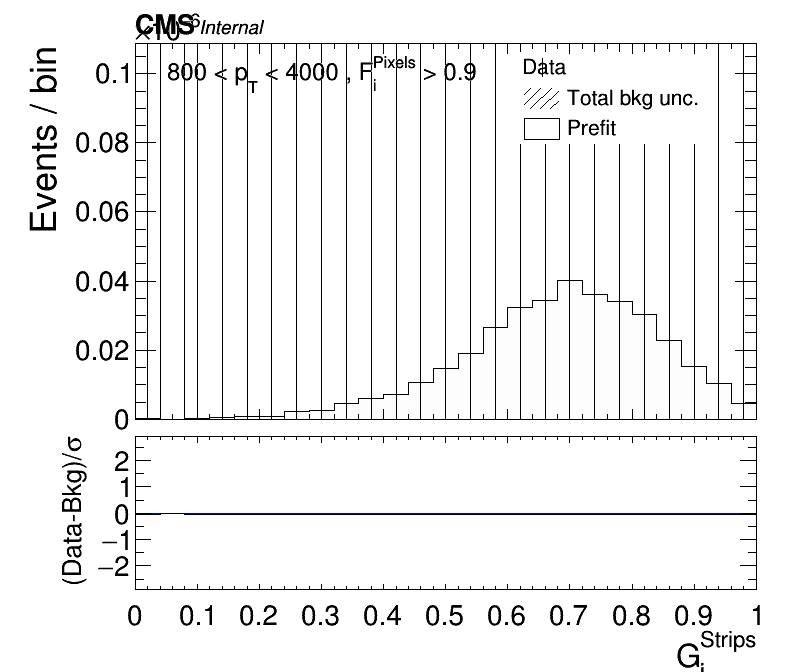 CMS Internal
×10⁻⁶
800 < p_T < 4000 , F_i^Pixels > 0.9
Data
Total bkg unc.
Prefit
Events / bin
0.1
0.08
0.06
0.04
0.02
0
(Data-Bkg)/σ
2
1
0
−1
−2
0 0.1 0.2 0.3 0.4 0.5 0.6 0.7 0.8 0.9 1
G_i^Strips